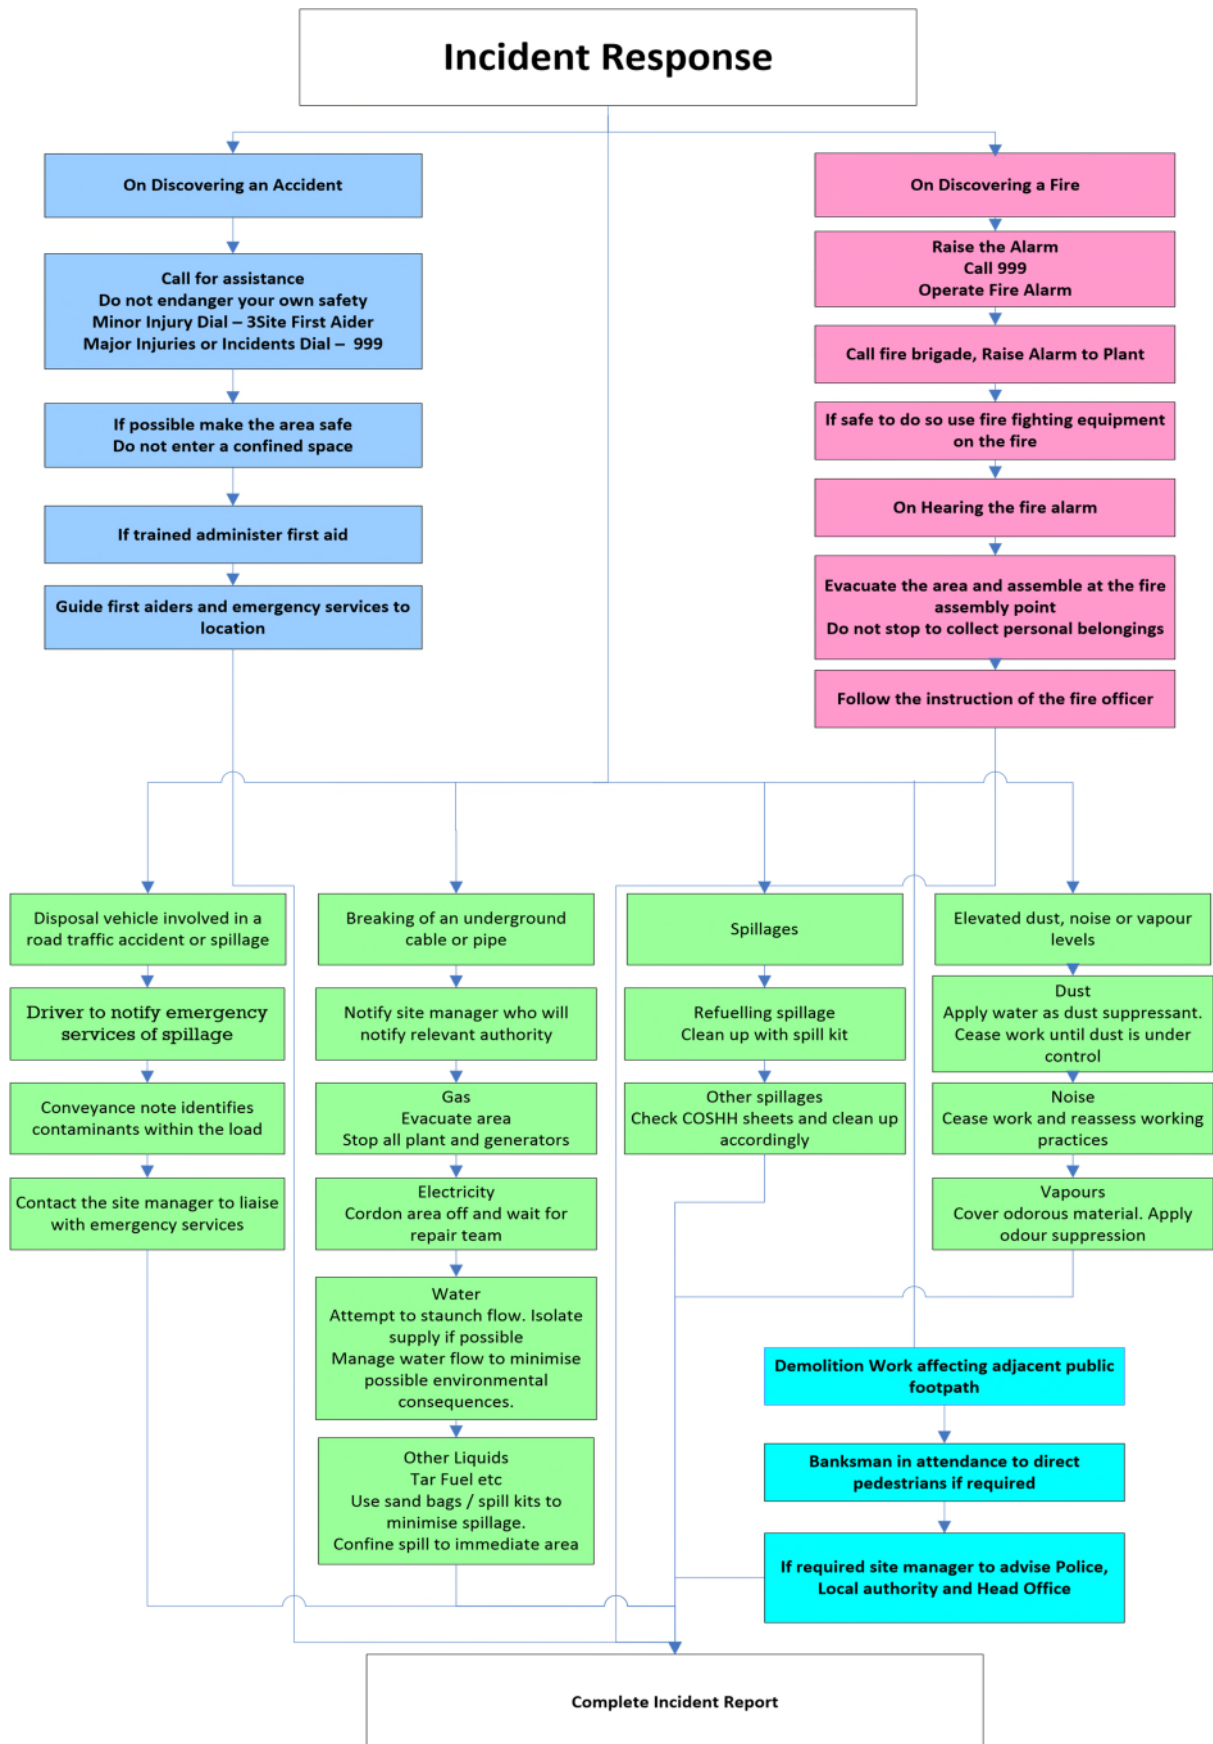 Incident Response
On Discovering an Accident
Call for assistance
Do not endanger your own safety
Minor Injury Dial – 3Site First Aider
Major Injuries or Incidents Dial – 999
If possible make the area safe
Do not enter a confined space
If trained administer first aid
Guide first aiders and emergency services to
location
On Discovering a Fire
Raise the Alarm
Call 999
Operate Fire Alarm
Call fire brigade, Raise Alarm to Plant
If safe to do so use fire fighting equipment
on the fire
On Hearing the fire alarm
Evacuate the area and assemble at the fire
assembly point
Do not stop to collect personal belongings
Follow the instruction of the fire officer
Disposal vehicle involved in a
road traffic accident or spillage
Driver to notify emergency
services of spillage
Conveyance note identifies
contaminants within the load
Contact the site manager to liaise
with emergency services
Breaking of an underground
cable or pipe
Notify site manager who will
notify relevant authority
Gas
Evacuate area
Stop all plant and generators
Electricity
Cordon area off and wait for
repair team
Water
Attempt to staunch flow. Isolate
supply if possible
Manage water flow to minimise
possible environmental
consequences.
Other Liquids
Tar Fuel etc
Use sand bags / spill kits to
minimise spillage.
Confine spill to immediate area
Spillages
Refuelling spillage
Clean up with spill kit
Other spillages
Check COSHH sheets and clean up
accordingly
Elevated dust, noise or vapour
levels
Dust
Apply water as dust suppressant.
Cease work until dust is under
control
Noise
Cease work and reassess working
practices
Vapours
Cover odorous material. Apply
odour suppression
Demolition Work affecting adjacent public
footpath
Banksman in attendance to direct
pedestrians if required
If required site manager to advise Police,
Local authority and Head Office
Complete Incident Report